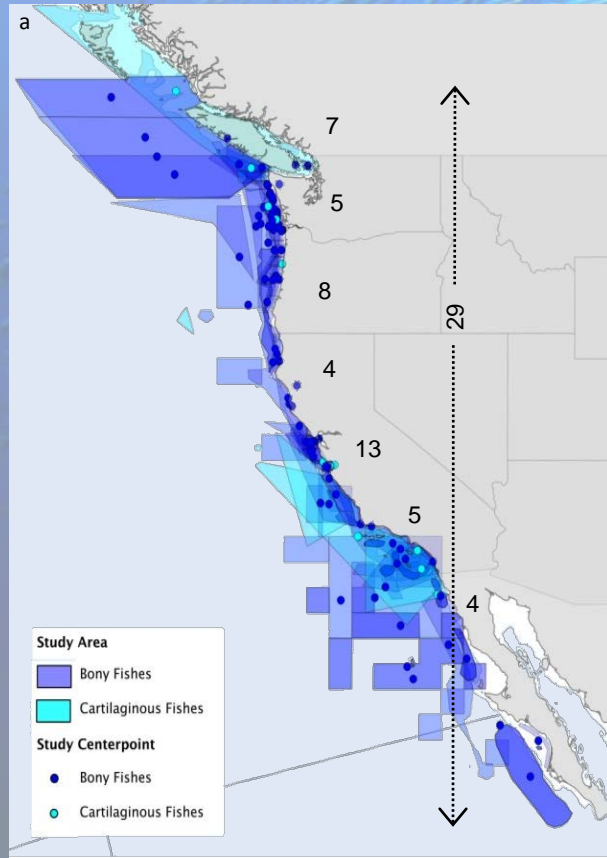 a
7
5
8
29
4
13
5
4
Study Area
Bony Fishes
Cartilaginous Fishes
Study Centerpoint
Bony Fishes
Cartilaginous Fishes